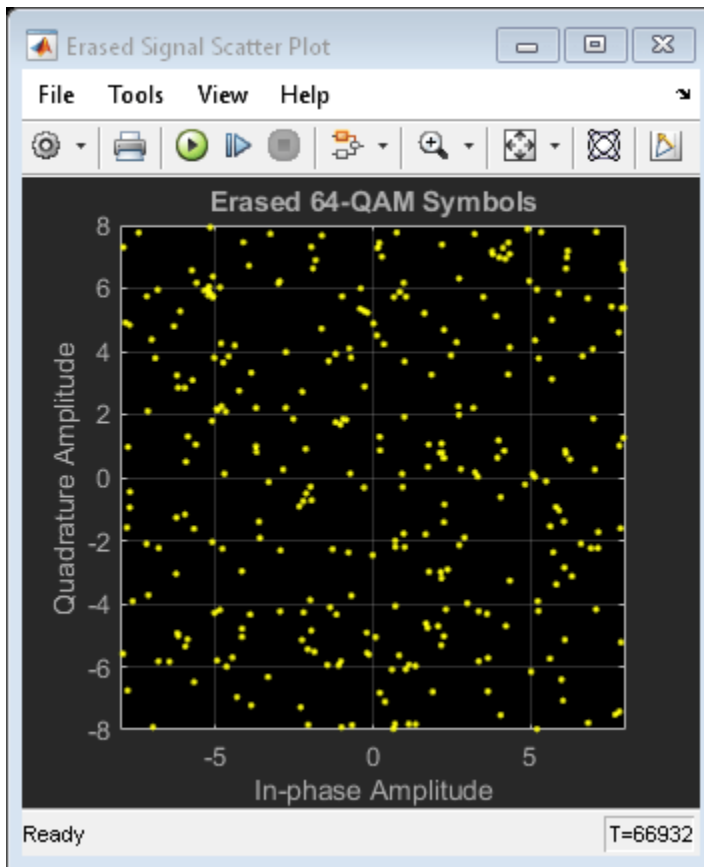 Erased Signal Scatter Plot
File Tools View Help
Erased 64-QAM Symbols
8
6
4
2
0
-2
-4
-6
-8
Quadrature Amplitude
-5 0 5
In-phase Amplitude
Ready T=66932